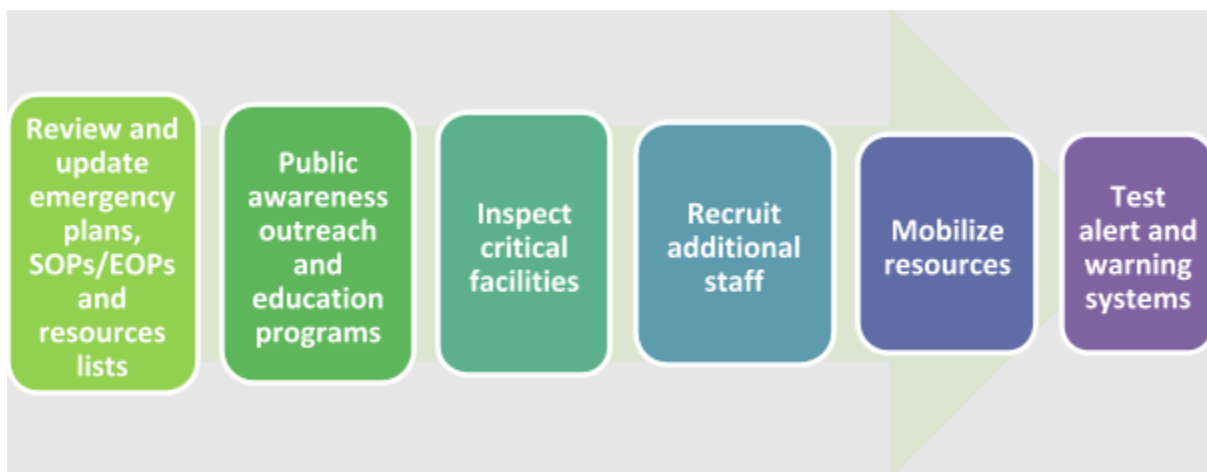 Review and
update
emergency
plans,
SOPs/EOPs
and
resources
lists
Public
awareness
outreach
and
education
programs
Inspect
critical
facilities
Recruit
additional
staff
Mobilize
resources
Test
alert and
warning
systems